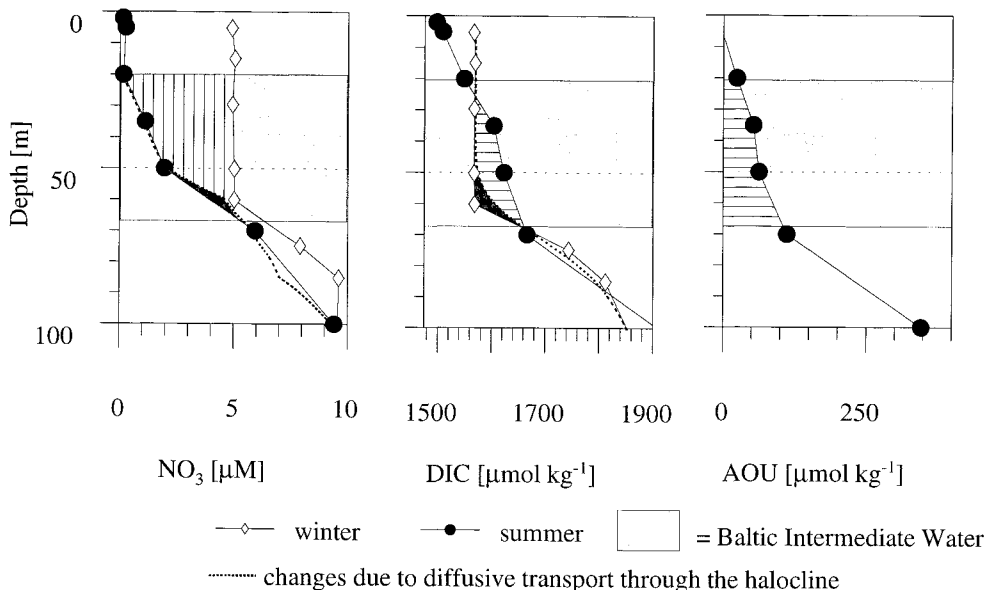 0
50
100
Depth [m]
0 5 10
1500 1700 1900
0 250
NO₃ [µM]
DIC [µmol kg⁻¹]
AOU [µmol kg⁻¹]
winter
summer
= Baltic Intermediate Water
changes due to diffusive transport through the halocline